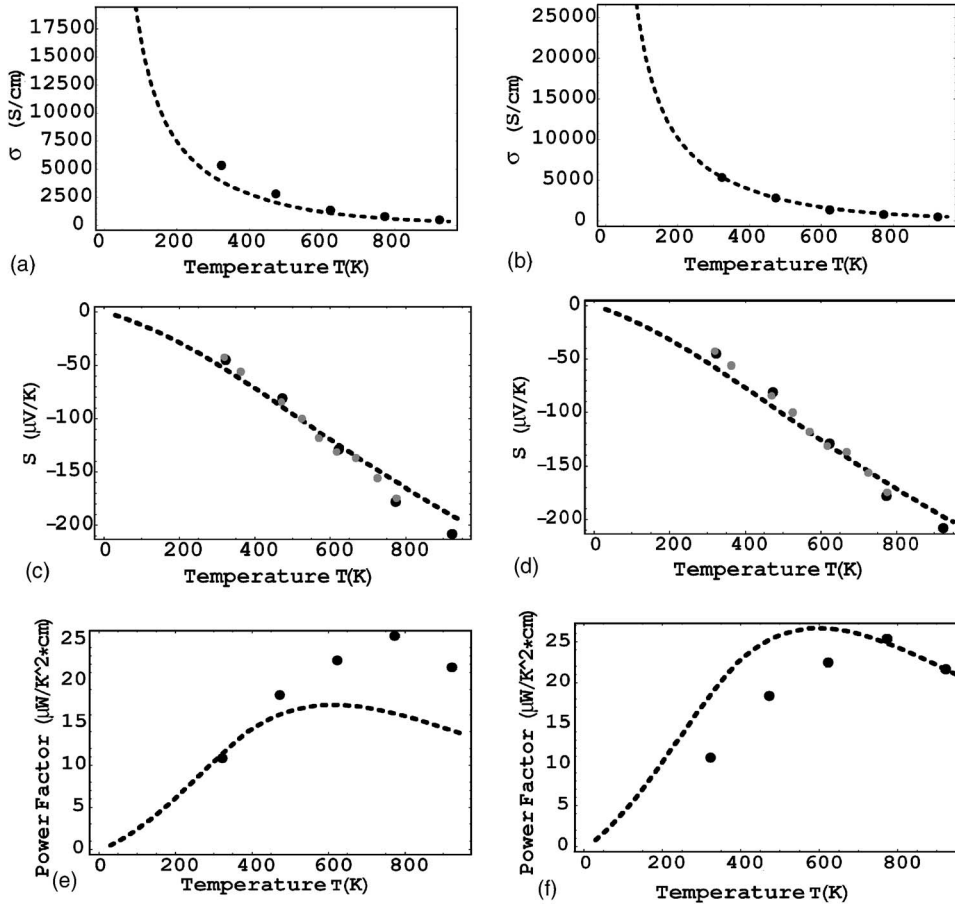 17500
15000
12500
10000
7500
5000
2500
0
σ (S/cm)
0 200 400 600 800
Temperature T(K)
(a)
25000
20000
15000
10000
5000
0
σ (S/cm)
0 200 400 600 800
Temperature T(K)
(b)
0
-50
-100
-150
-200
S (μV/K)
0 200 400 600 800
Temperature T(K)
(c)
0
-50
-100
-150
-200
S (μV/K)
0 200 400 600 800
Temperature T(K)
(d)
25
20
15
10
5
0
Power Factor (μW/K^2*cm)
0 200 400 600 800
Temperature T(K)
(e)
25
20
15
10
5
0
Power Factor (μW/K^2*cm)
0 200 400 600 800
Temperature T(K)
(f)